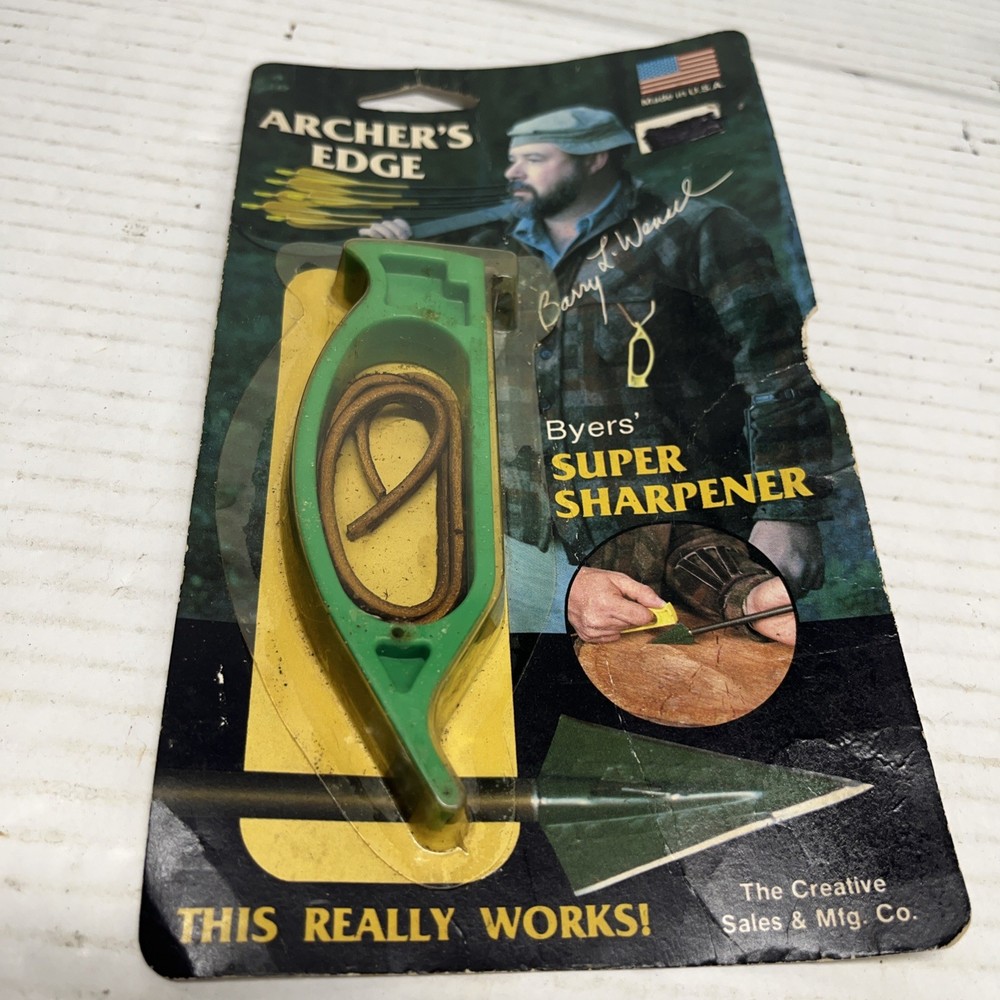 Made in U.S.A.
ARCHER'S
EDGE
Barry L. Wensel
Byers'
SUPER
SHARPENER
The Creative
Sales & Mfg. Co.
THIS REALLY WORKS!